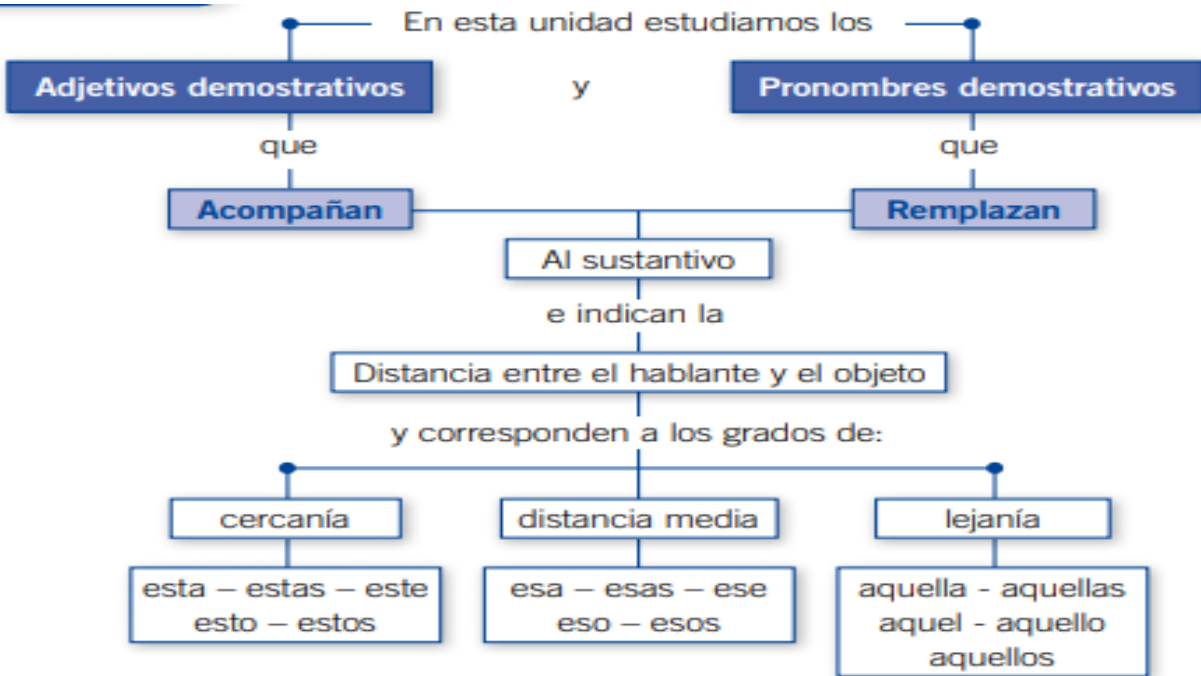 En esta unidad estudiamos los
Adjetivos demostrativos
y
Pronombres demostrativos
que
que
Acompañan
Remplazan
Al sustantivo
e indican la
Distancia entre el hablante y el objeto
y corresponden a los grados de:
cercanía
distancia media
lejanía
esta – estas – este
esto – estos
esa – esas – ese
eso – esos
aquella - aquellas
aquel - aquello
aquellos